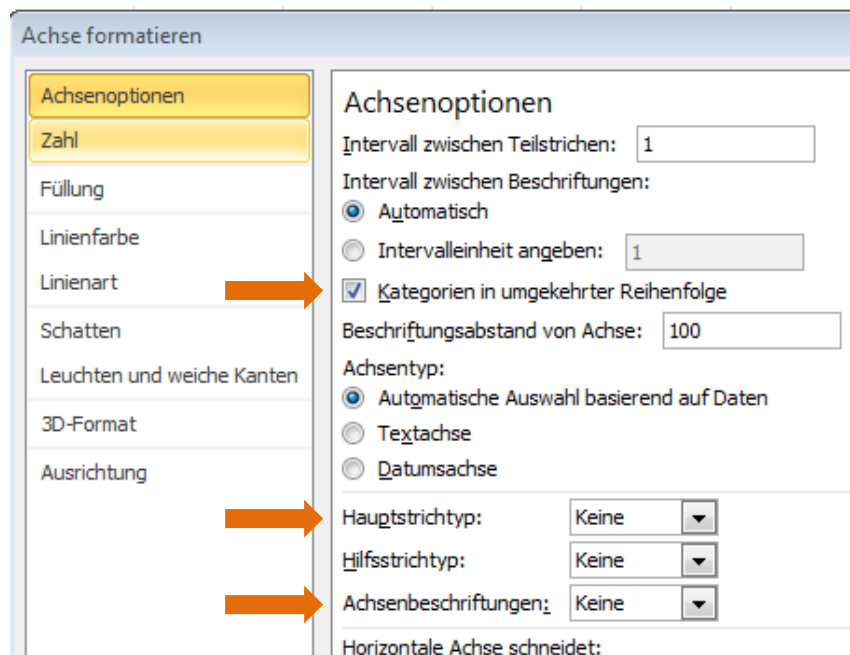 Achse formatieren
Achsenoptionen
Zahl
Füllung
Linienfarbe
Linienart
Schatten
Leuchten und weiche Kanten
3D-Format
Ausrichtung
Achsenoptionen
Intervall zwischen Teilstrichen: 1
Intervall zwischen Beschriftungen:
Automatisch
Intervalleinheit angeben: 1
Kategorien in umgekehrter Reihenfolge
Beschriftungsabstand von Achse: 100
Achsentyp:
Automatische Auswahl basierend auf Daten
Textachse
Datumsachse
Hauptstrichtyp: Keine
Hilfsstrichtyp: Keine
Achsenbeschriftungen: Keine
Horizontale Achse schneidet: